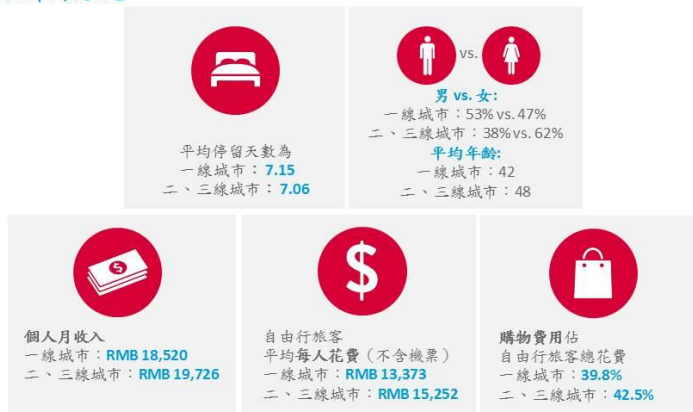 vs.
男 vs. 女:
一線城市：53% vs. 47%
二、三線城市：38% vs. 62%
平均年齡:
一線城市：42
二、三線城市：48
平均停留天數為
一線城市：7.15
二、三線城市：7.06
個人月收入
一線城市：RMB 18,520
二、三線城市：RMB 19,726
自由行旅客
平均每人花費（不含機票）
一線城市：RMB 13,373
二、三線城市：RMB 15,252
購物費用佔
自由行旅客總花費
一線城市：39.8%
二、三線城市：42.5%